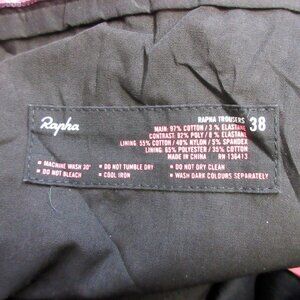 Rapha
RAPHA TROUSERS 38
MAIN: 97% COTTON / 3 % ELASTANE
CONTRAST: 92% POLY / 8 % ELASTANE
LINING: 55% COTTON / 40% NYLON / 5% SPANDEX
LINING: 65% POLYESTER / 35% COTTON
MADE IN CHINA RN 136413
▪ MACHINE WASH 30° ▪ DO NOT TUMBLE DRY ▪ DO NOT DRY CLEAN
▪ DO NOT BLEACH ▪ COOL IRON ▪ WASH DARK COLOURS SEPARATELY